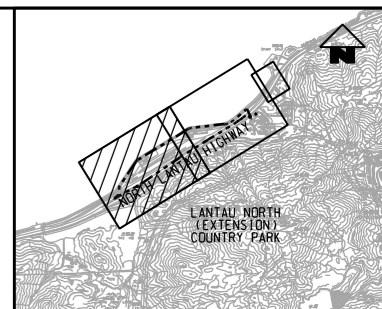 N
NORTH LANTAU HIGHWAY
LANTAU NORTH
(EXTENSION)
COUNTRY PARK